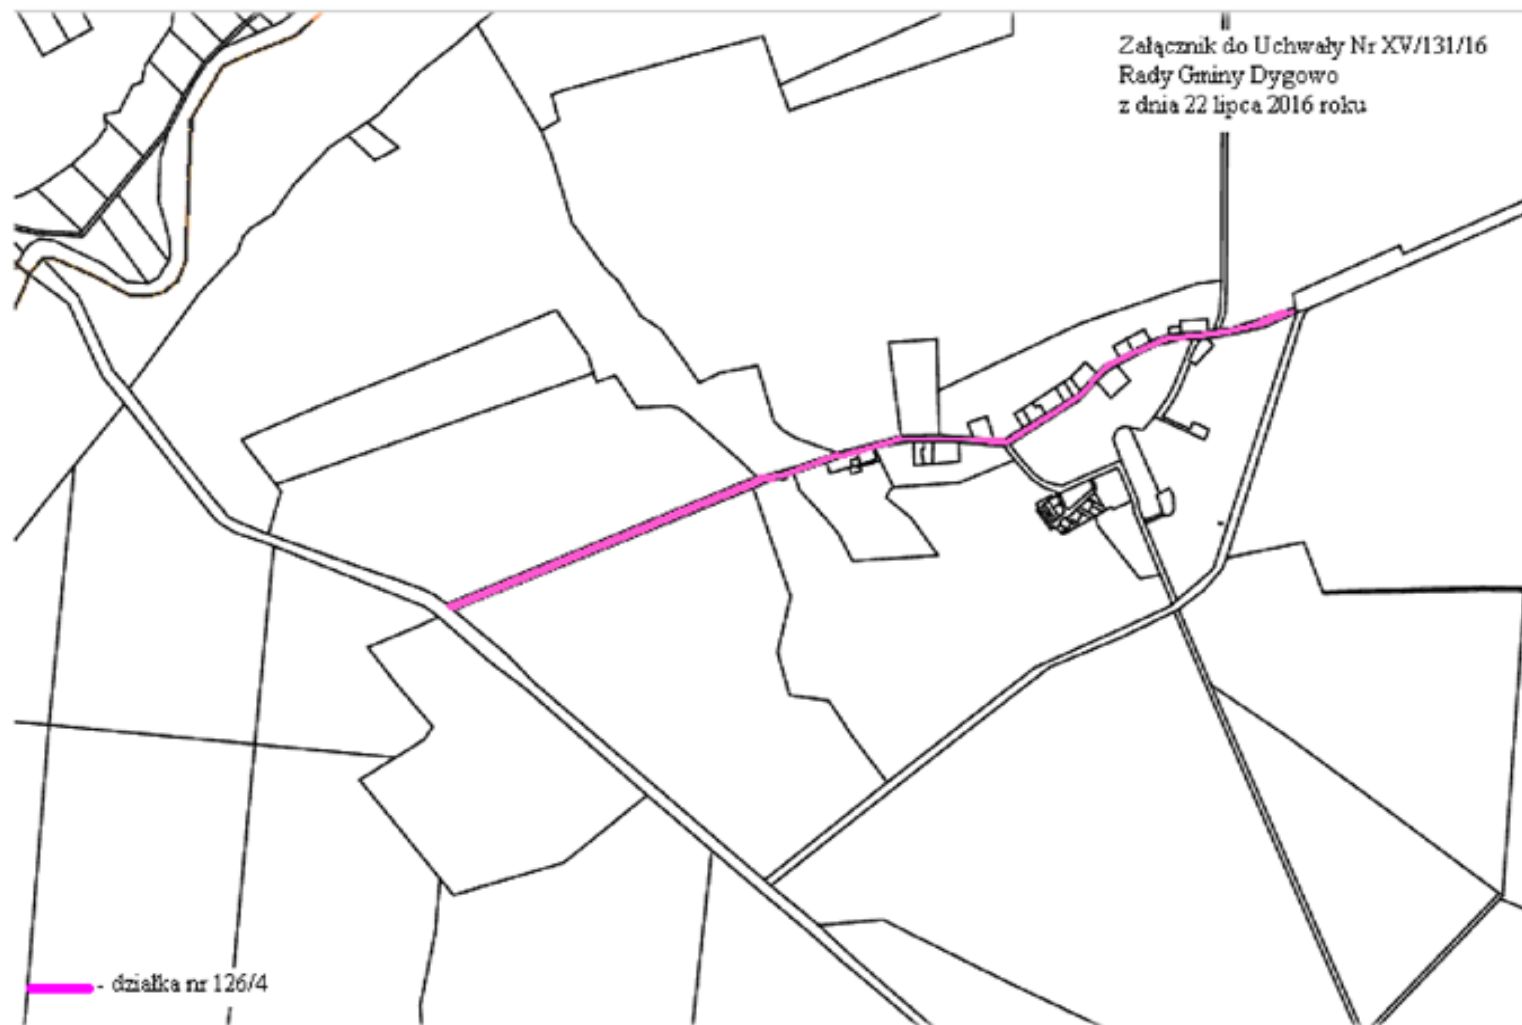 Załącznik do Uchwały Nr XV/131/16
Rady Gminy Dygowo
z dnia 22 lipca 2016 roku
- działka nr 126/4